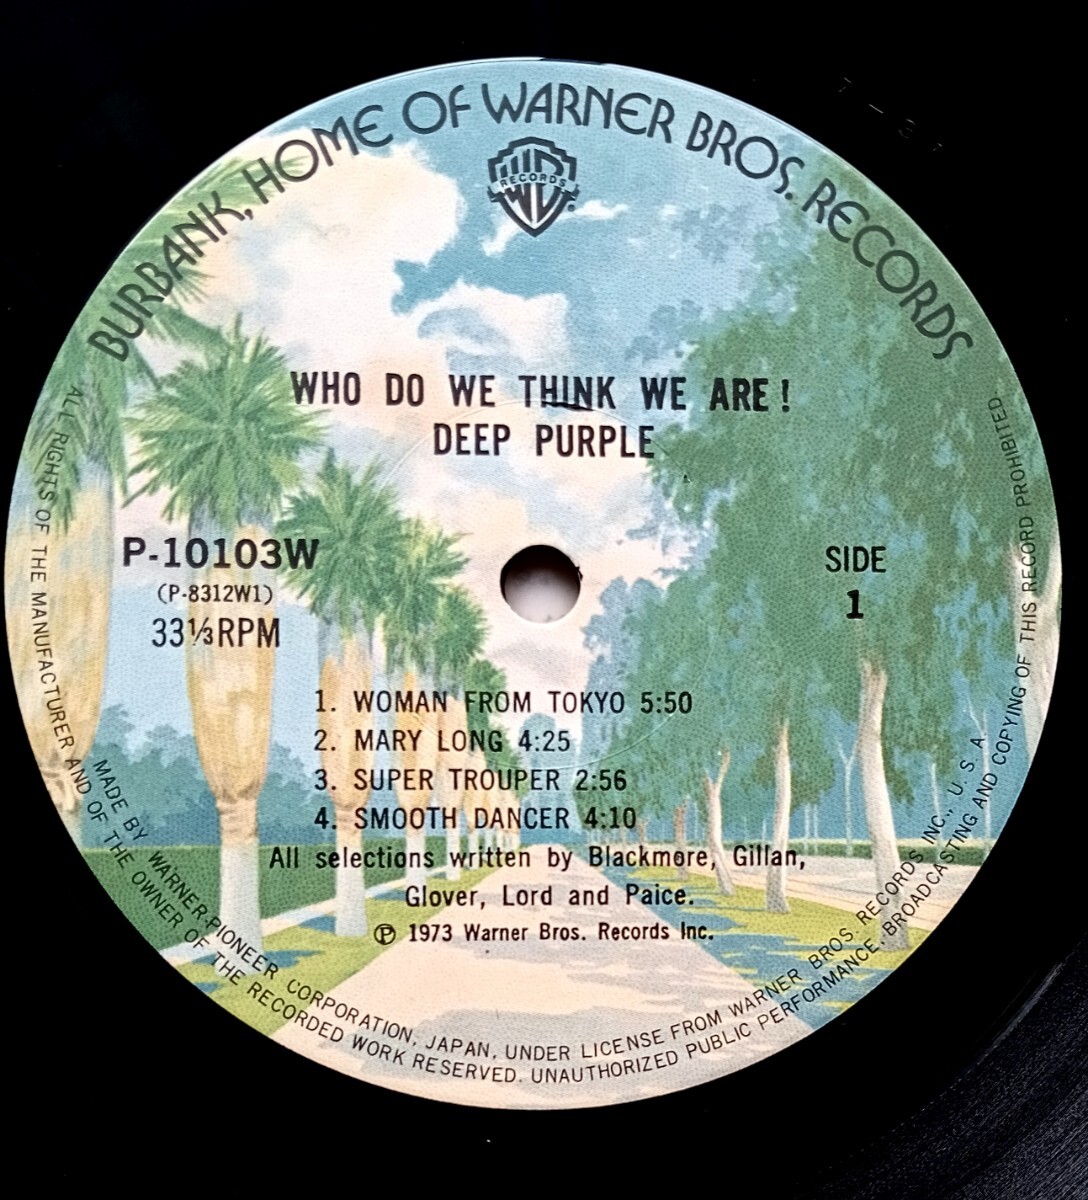 BURBANK, HOME OF WARNER BROS. RECORDS
WB
RECORDS
®
WHO DO WE THINK WE ARE!
DEEP PURPLE
P-10103W
(P-8312W1)
33⅓RPM
SIDE
1
1. WOMAN FROM TOKYO 5:50
2. MARY LONG 4:25
3. SUPER TROUPER 2:56
4. SMOOTH DANCER 4:10
All selections written by Blackmore, Gillan,
Glover, Lord and Paice.
℗ 1973 Warner Bros. Records Inc.
MADE BY WARNER-PIONEER CORPORATION, JAPAN, UNDER LICENSE FROM WARNER BROS. RECORDS INC., U. S. A
ALL RIGHTS OF THE MANUFACTURER AND OF THE OWNER OF THE RECORDED WORK RESERVED. UNAUTHORIZED PUBLIC PERFORMANCE, BROADCASTING AND COPYING OF THIS RECORD PROHIBITED